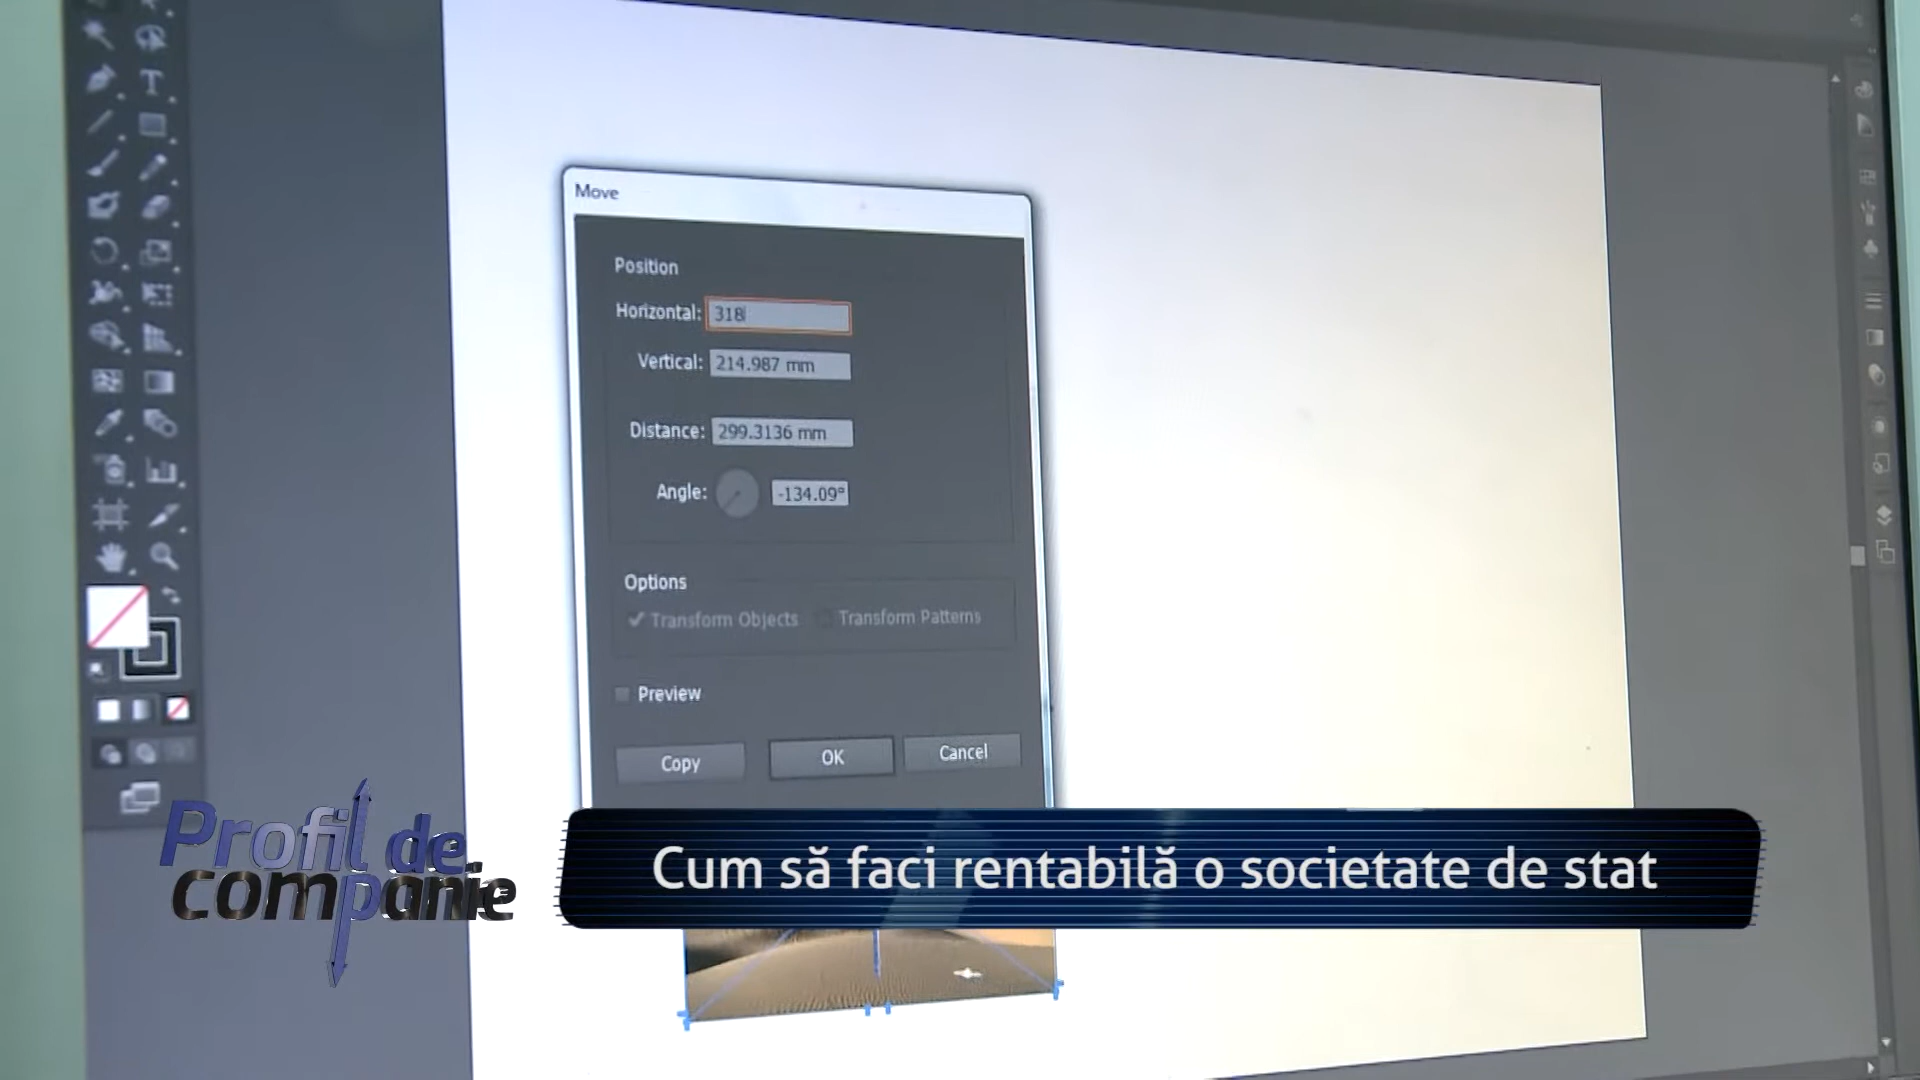 Move
Position
Horizontal: 318
Vertical: 214.987 mm
Distance: 299.3136 mm
Angle: -134.09°
Options
Transform Objects Transform Patterns
Preview
Copy OK Cancel
Profil de
companie
Cum să faci rentabilă o societate de stat